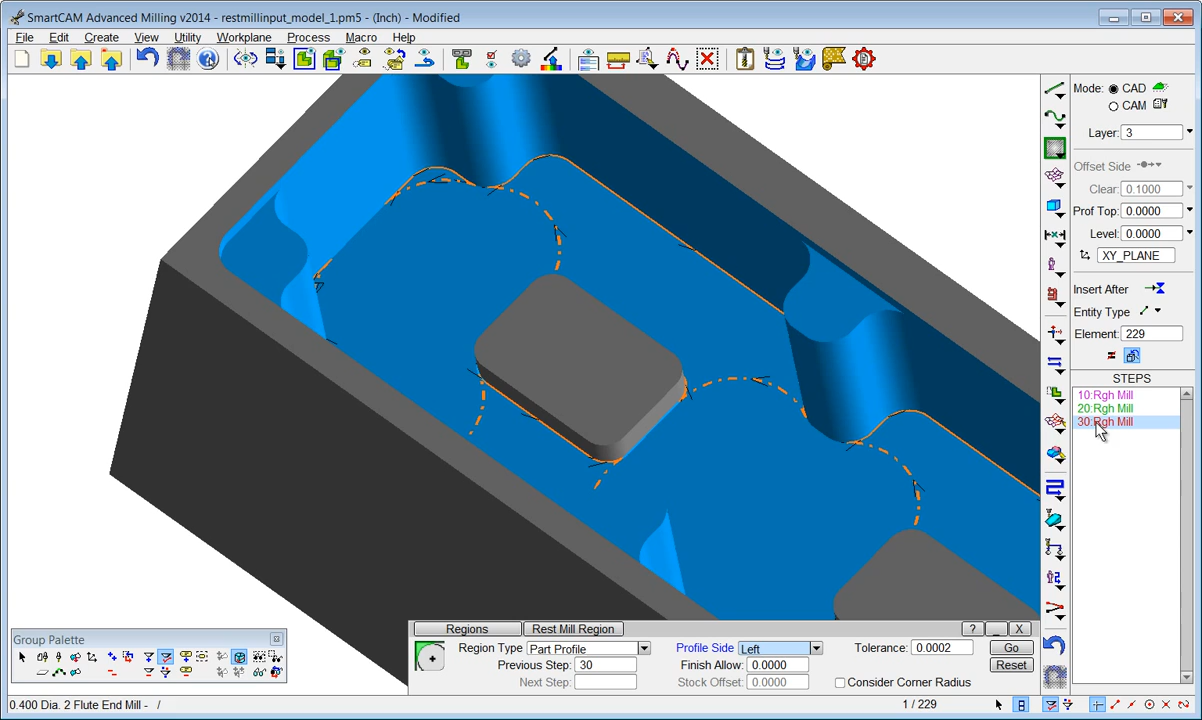 SmartCAM Advanced Milling v2014 - restmillinput_model_1.pm5 - (Inch) - Modified
File Edit Create View Utility Workplane Process Macro Help
Mode: CAD
CAM
Layer: 3
Offset Side
Clear: 0.1000
Prof Top: 0.0000
Level: 0.0000
XY_PLANE
Insert After
Entity Type
Element: 229
STEPS
10:Rgh Mill
20:Rgh Mill
30:Rgh Mill
Group Palette
Regions Rest Mill Region ? _ X
Region Type Part Profile Profile Side Left Tolerance: 0.0002 Go
Previous Step: 30 Finish Allow: 0.0000 Reset
Next Step: Stock Offset: 0.0000 Consider Corner Radius
0.400 Dia. 2 Flute End Mill - / 1 / 229